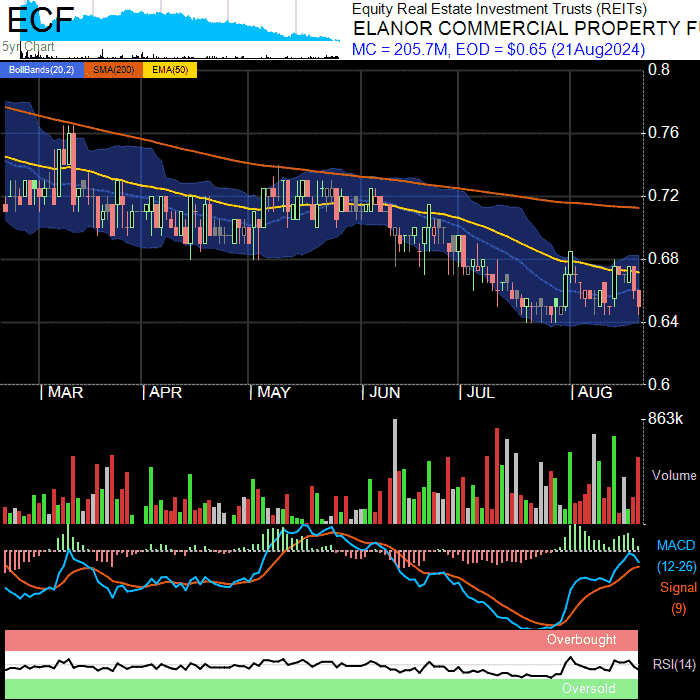 ECF
5yr Chart
Equity Real Estate Investment Trusts (REITs)
ELANOR COMMERCIAL PROPERTY F
MC = 205.7M, EOD = $0.65 (21Aug2024)
BollBands(20,2) SMA(200) EMA(50)
0.8
0.76
0.72
0.68
0.64
0.6
MAR APR MAY JUN JUL AUG
863k
Volume
MACD
(12-26)
Signal
(9)
Overbought
RSI(14)
Oversold